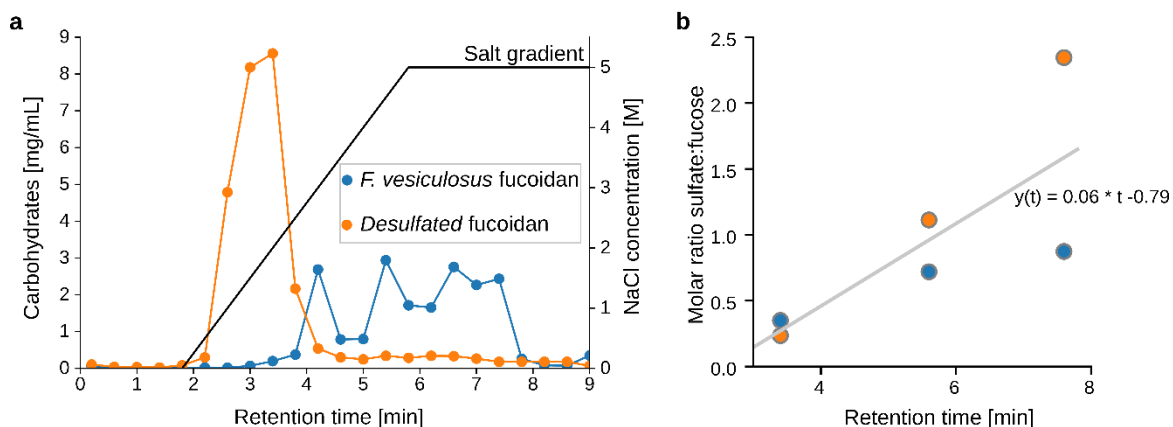 a
Carbohydrates [mg/mL]
9
8
7
6
5
4
3
2
1
0
Salt gradient
F. vesiculosus fucoidan
Desulfated fucoidan
5
4
3
2
1
0
NaCl concentration [M]
0 1 2 3 4 5 6 7 8 9
Retention time [min]
b
Molar ratio sulfate:fucose
2.5
2.0
1.5
1.0
0.5
0.0
y(t) = 0.06 * t -0.79
4 6 8
Retention time [min]